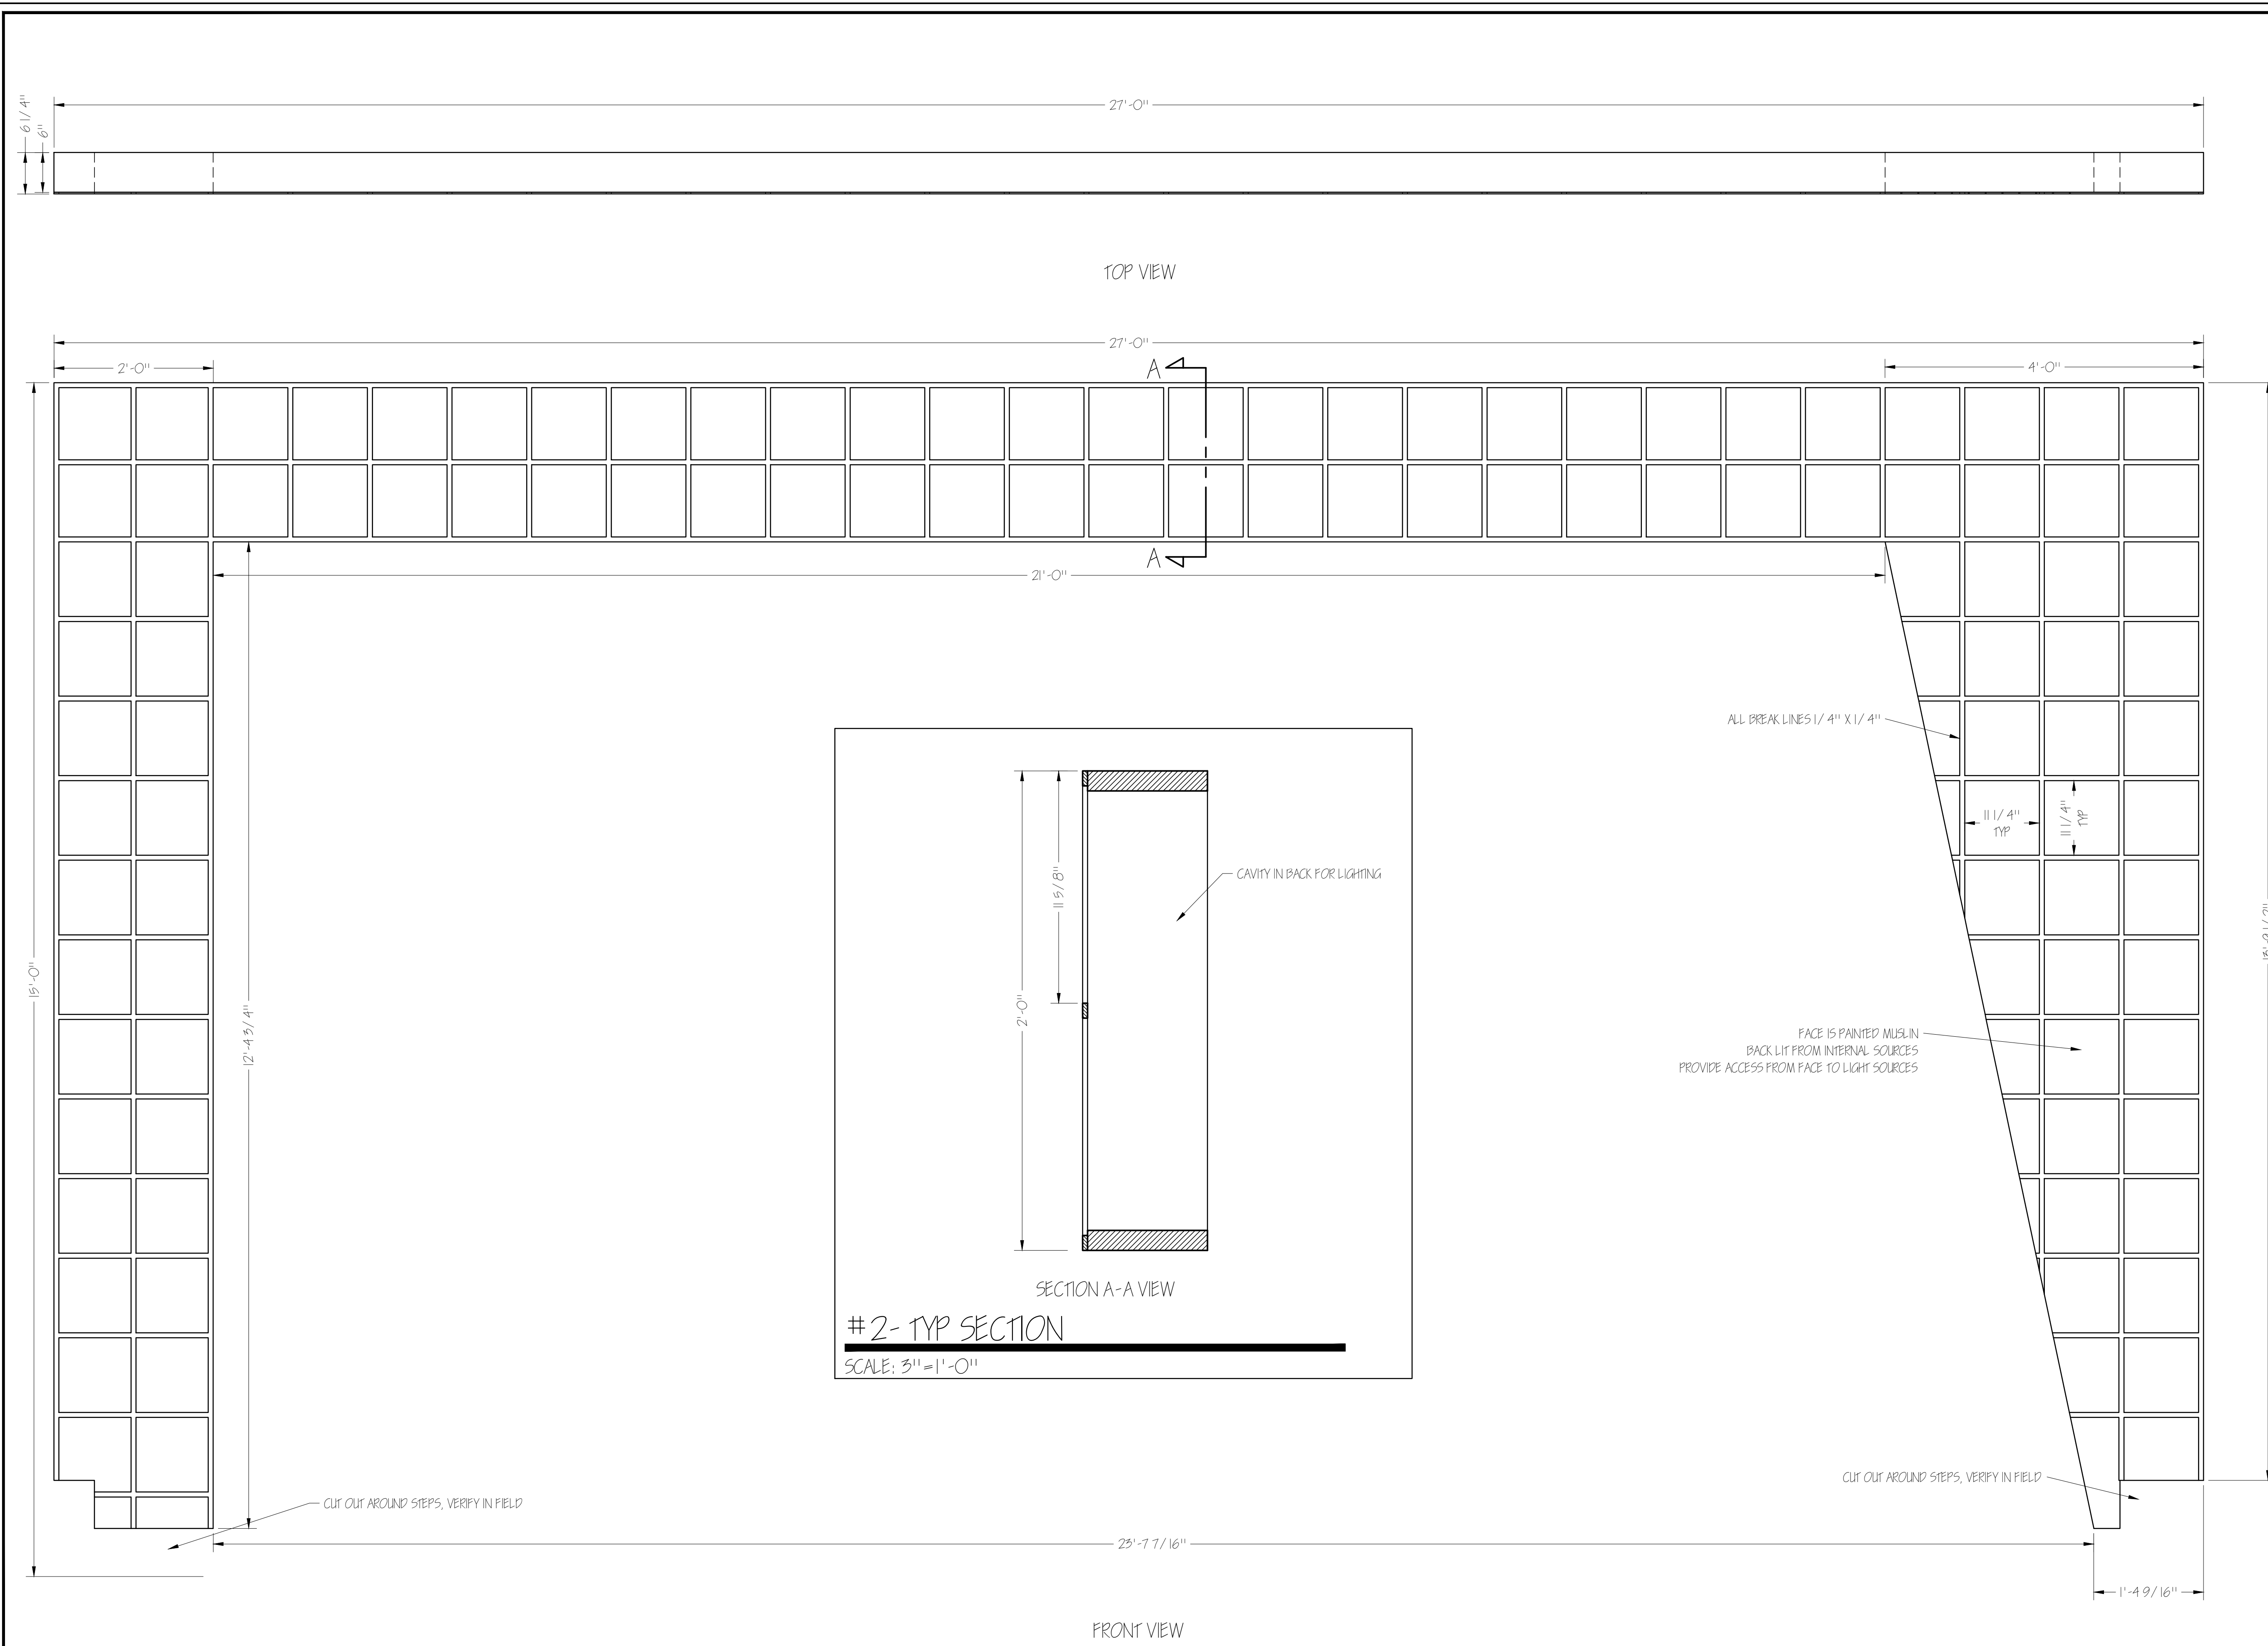 27'-0"
6 1/4"
6"
TOP VIEW
27'-0"
2'-0"
A
4'-0"
A
21'-0"
ALL BREAK LINES 1/4" X 1/4"
11 1/4"
TYP
11 1/4"
TYP
15'-0"
12'-4 3/4"
2'-0"
11 5/8"
CAVITY IN BACK FOR LIGHTING
13'-9 1/2"
FACE IS PAINTED MUSLIN
BACK LIT FROM INTERNAL SOURCES
PROVIDE ACCESS FROM FACE TO LIGHT SOURCES
SECTION A-A VIEW
#2- TYP SECTION
SCALE: 3"=1'-0"
CUT OUT AROUND STEPS, VERIFY IN FIELD
CUT OUT AROUND STEPS, VERIFY IN FIELD
23'-7 7/16"
1'-4 9/16"
FRONT VIEW